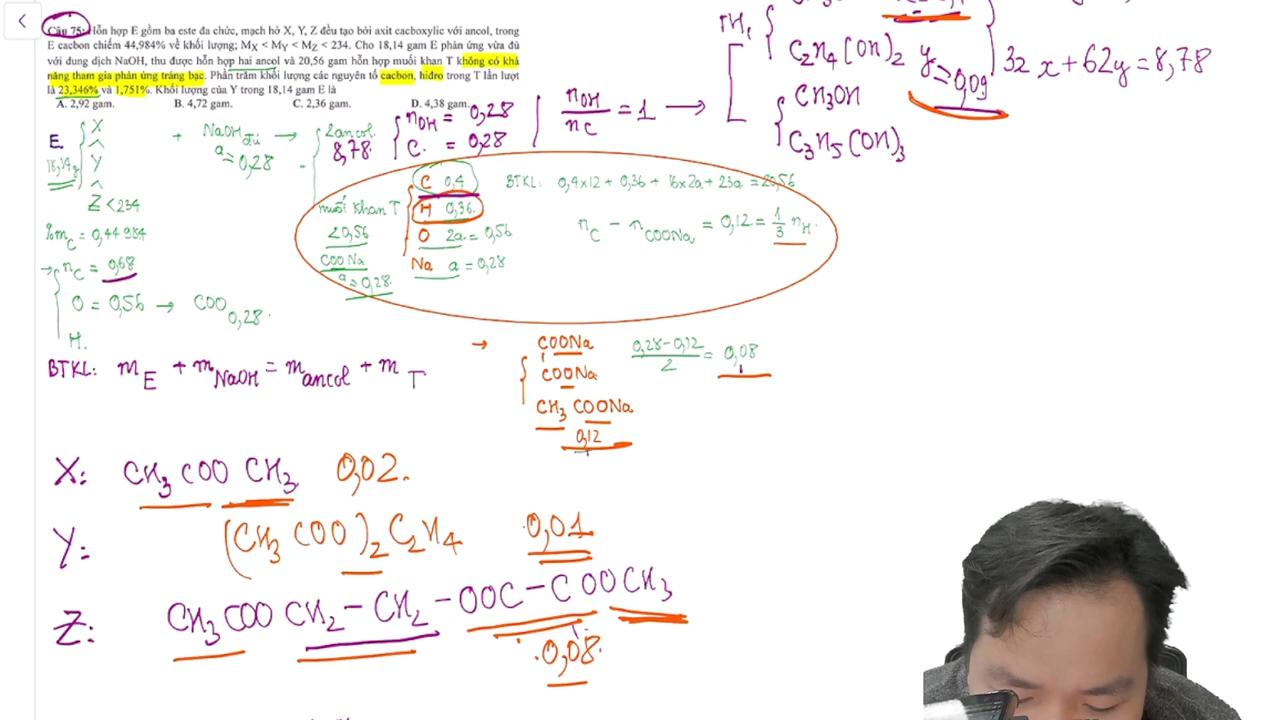 Câu 75: Hỗn hợp E gồm ba este đa chức, mạch hở X, Y, Z đều tạo bởi axit cacboxylic với ancol, trong
E cacbon chiếm 44,984% về khối lượng; MX < MY < MZ < 234. Cho 18,14 gam E phản ứng vừa đủ
với dung dịch NaOH, thu được hỗn hợp hai ancol và 20,56 gam hỗn hợp muối khan T không có khả
năng tham gia phản ứng tráng bạc. Phần trăm khối lượng các nguyên tố cacbon, hiđro trong T lần lượt
là 23,346% và 1,751%. Khối lượng của Y trong 18,14 gam E là
A. 2,92 gam. B. 4,72 gam. C. 2,36 gam. D. 4,38 gam.
TH1
C2H4(OH)2 y = 0,09
32x + 62y = 8,78
CH3OH
C3H5(OH)3
E.
18,14g
X
Y
Z < 234
+ NaOH đủ →
a = 0,28
2 ancol.
8,78.
nOH = 0,28
C. = 0,28
nOH / nC = 1 →
muối khan T
20,56
COONa
a = 0,28.
C 0,4
H 0,36.
O 2a = 0,56
Na a = 0,28
BTKL: 0,4x12 + 0,36 + 16x2a + 23a = 20,56
nC - nCOONa = 0,12 = 1/3 nH.
%mC = 0,44984
→ nC = 0,68
O = 0,56 → COO 0,28.
H.
BTKL: mE + mNaOH = mancol + mT
→ COONa
COONa
(0,28-0,12)/2 = 0,08
CH3COONa
0,12
X: CH3COOCH3 0,02.
Y: (CH3COO)2C2H4 0,01
Z: CH3COOCH2-CH2-OOC-COOCH3
0,08